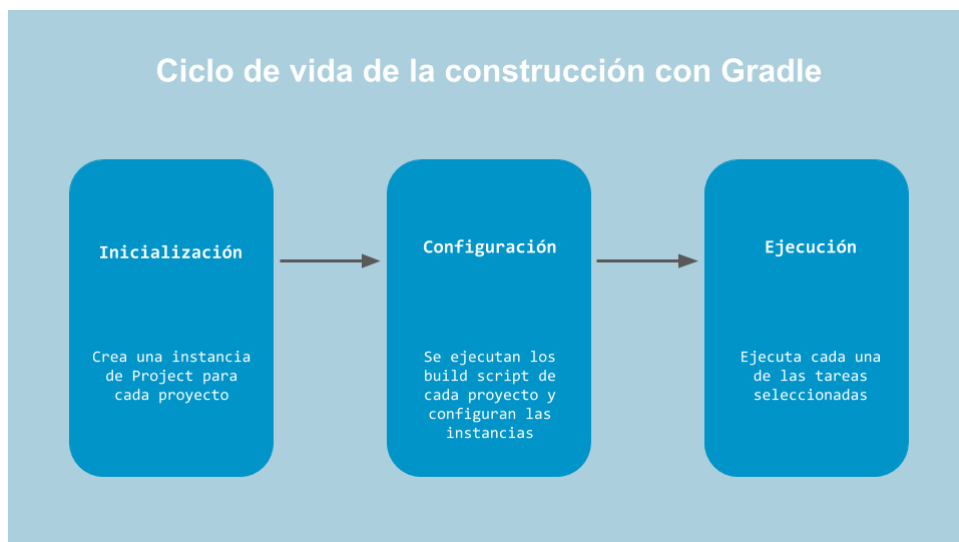 Ciclo de vida de la construcción con Gradle
Inicialización
Crea una instancia
de Project para
cada proyecto
Configuración
Se ejecutan los
build script de
cada proyecto y
configuran las
instancias
Ejecución
Ejecuta cada una
de las tareas
seleccionadas